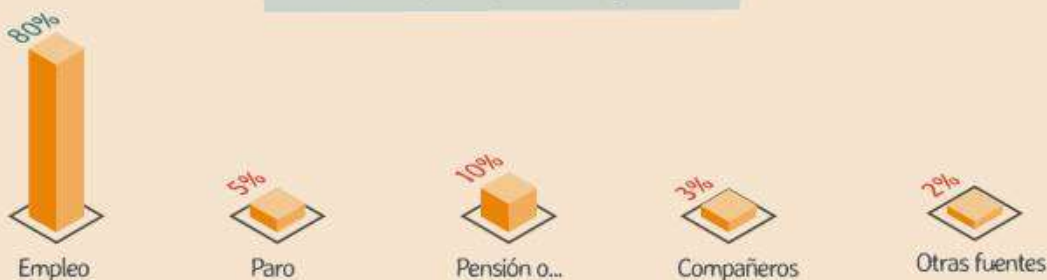 80%
5%
10%
3%
2%
Empleo
Paro
Pensión o...
Compañeros
Otras fuentes